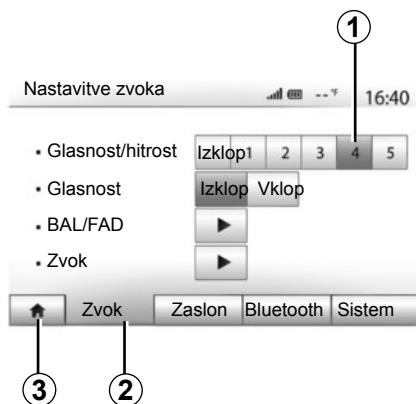 1
Nastavitve zvoka --°F 16:40
Glasnost/hitrost Izklop 1 2 3 4 5
Glasnost Izklop Vklop
BAL/FAD
Zvok
Zvok Zaslon Bluetooth Sistem
3 2